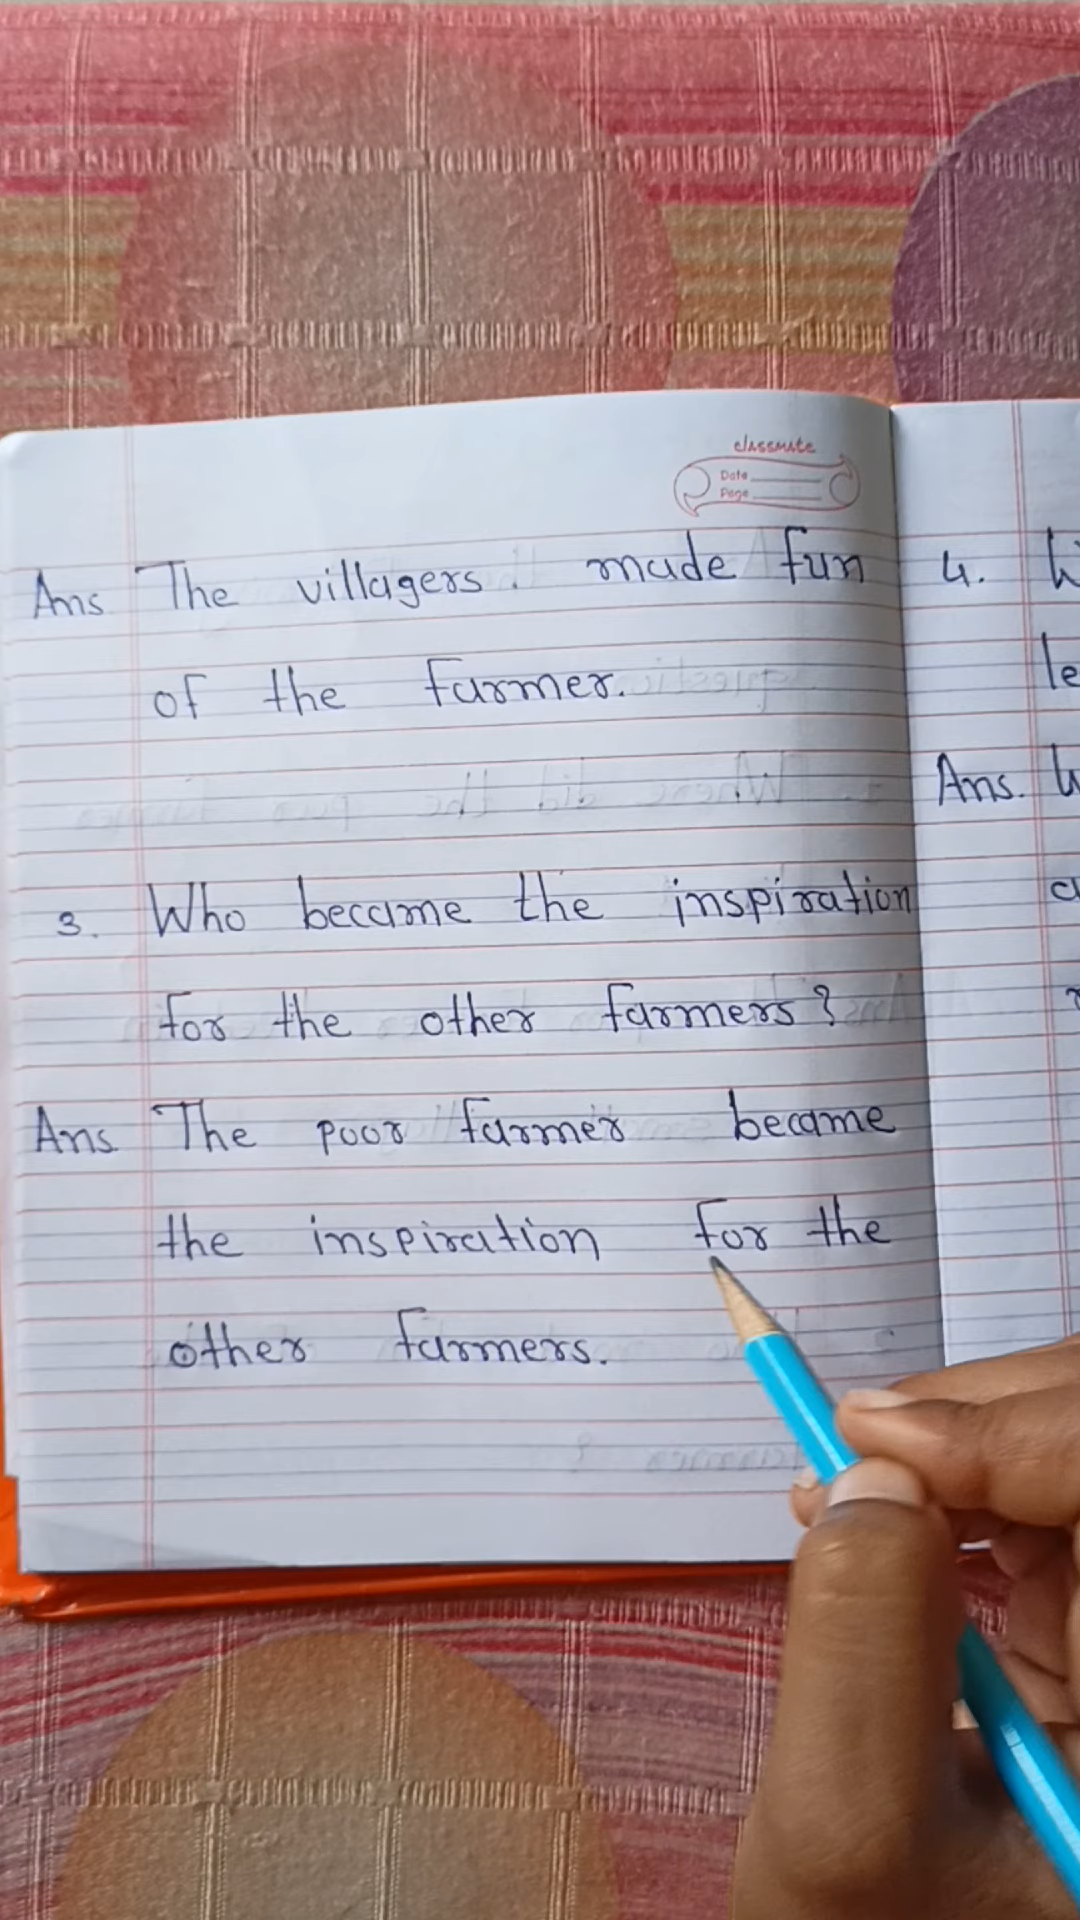 classmate
Date
Page
Ans The villagers. made fun
of the farmer.
3. Who became the inspiration
for the other farmers?
Ans The poor farmer became
the inspiration for the
other farmers.
4.
Ans.